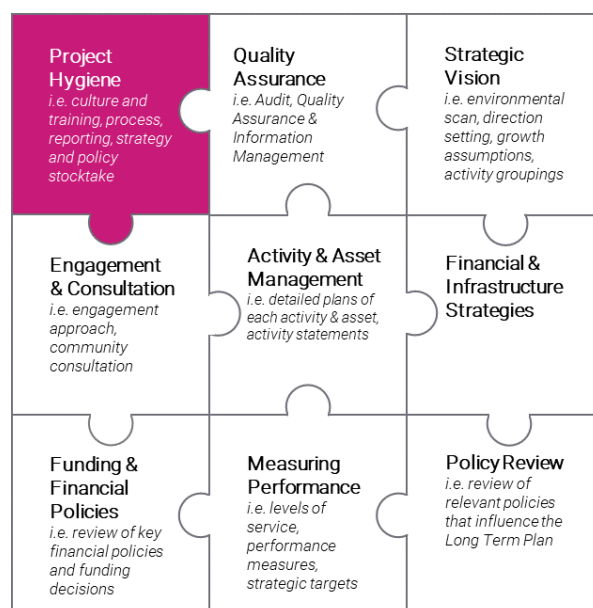 Project
Hygiene
i.e. culture and
training, process,
reporting, strategy
and policy
stocktake
Quality
Assurance
i.e. Audit, Quality
Assurance &
Information
Management
Strategic
Vision
i.e. environmental
scan, direction
setting, growth
assumptions,
activity groupings
Engagement
& Consultation
i.e. engagement
approach,
community
consultation
Activity & Asset
Management
i.e. detailed plans of
each activity & asset,
activity statements
Financial &
Infrastructure
Strategies
Funding &
Financial
Policies
i.e. review of key
financial policies
and funding
decisions
Measuring
Performance
i.e. levels of
service,
performance
measures,
strategic targets
Policy Review
i.e. review of
relevant policies
that influence the
Long Term Plan